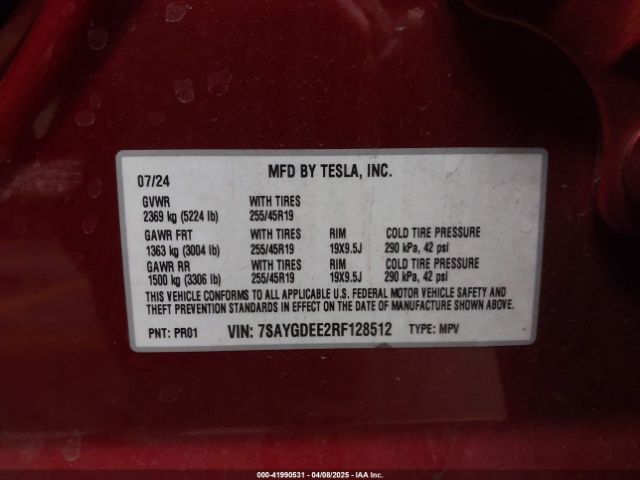 MFD BY TESLA, INC.
07/24
GVWR WITH TIRES
2369 kg (5224 lb) 255/45R19
GAWR FRT WITH TIRES RIM COLD TIRE PRESSURE
1363 kg (3004 lb) 255/45R19 19X9.5J 290 kPa, 42 psi
GAWR RR WITH TIRES RIM COLD TIRE PRESSURE
1500 kg (3306 lb) 255/45R19 19X9.5J 290 kPa, 42 psi
THIS VEHICLE CONFORMS TO ALL APPLICABLE U.S. FEDERAL MOTOR VEHICLE SAFETY AND
THEFT PREVENTION STANDARDS IN EFFECT ON THE DATE OF MANUFACTURE SHOWN ABOVE.
PNT: PR01 VIN: 7SAYGDEE2RF128512 TYPE: MPV
000-41990531 - 04/08/2025 - IAA, Inc.